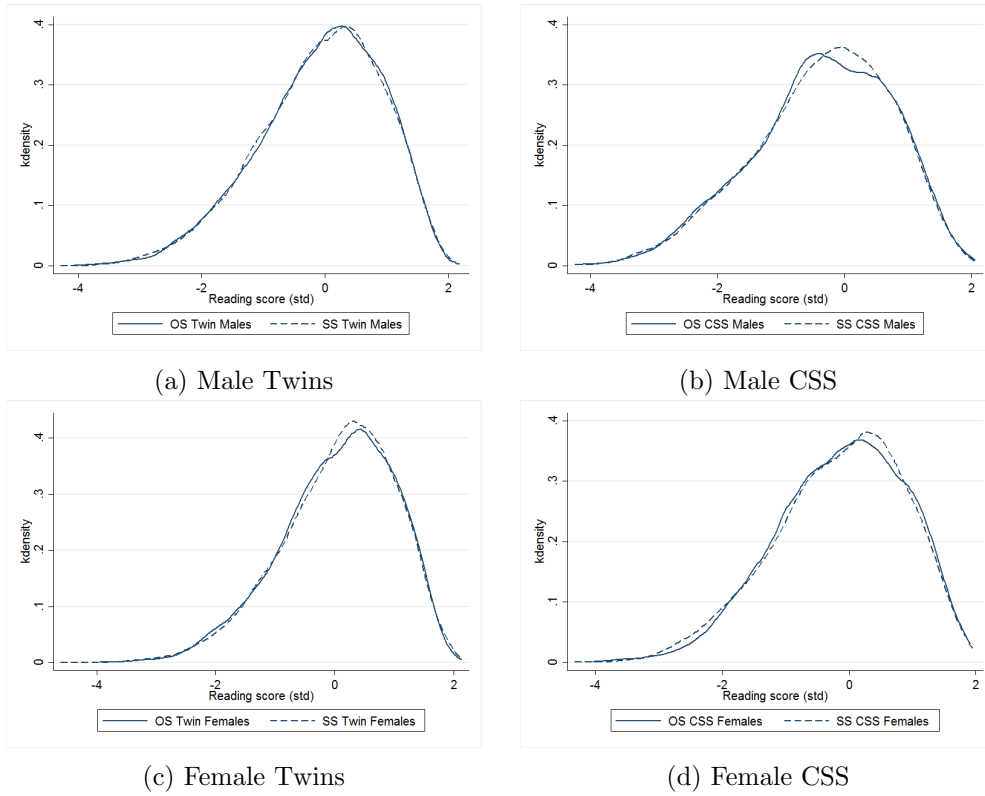 kdensity
.4
.3
.2
.1
0
-4
-2
0
2
Reading score (std)
OS Twin Males
SS Twin Males
(a) Male Twins
kdensity
.4
.3
.2
.1
0
-4
-2
0
2
Reading score (std)
OS CSS Males
SS CSS Males
(b) Male CSS
kdensity
.4
.3
.2
.1
0
-4
-2
0
2
Reading score (std)
OS Twin Females
SS Twin Females
(c) Female Twins
kdensity
.4
.3
.2
.1
0
-4
-2
0
2
Reading score (std)
OS CSS Females
SS CSS Females
(d) Female CSS